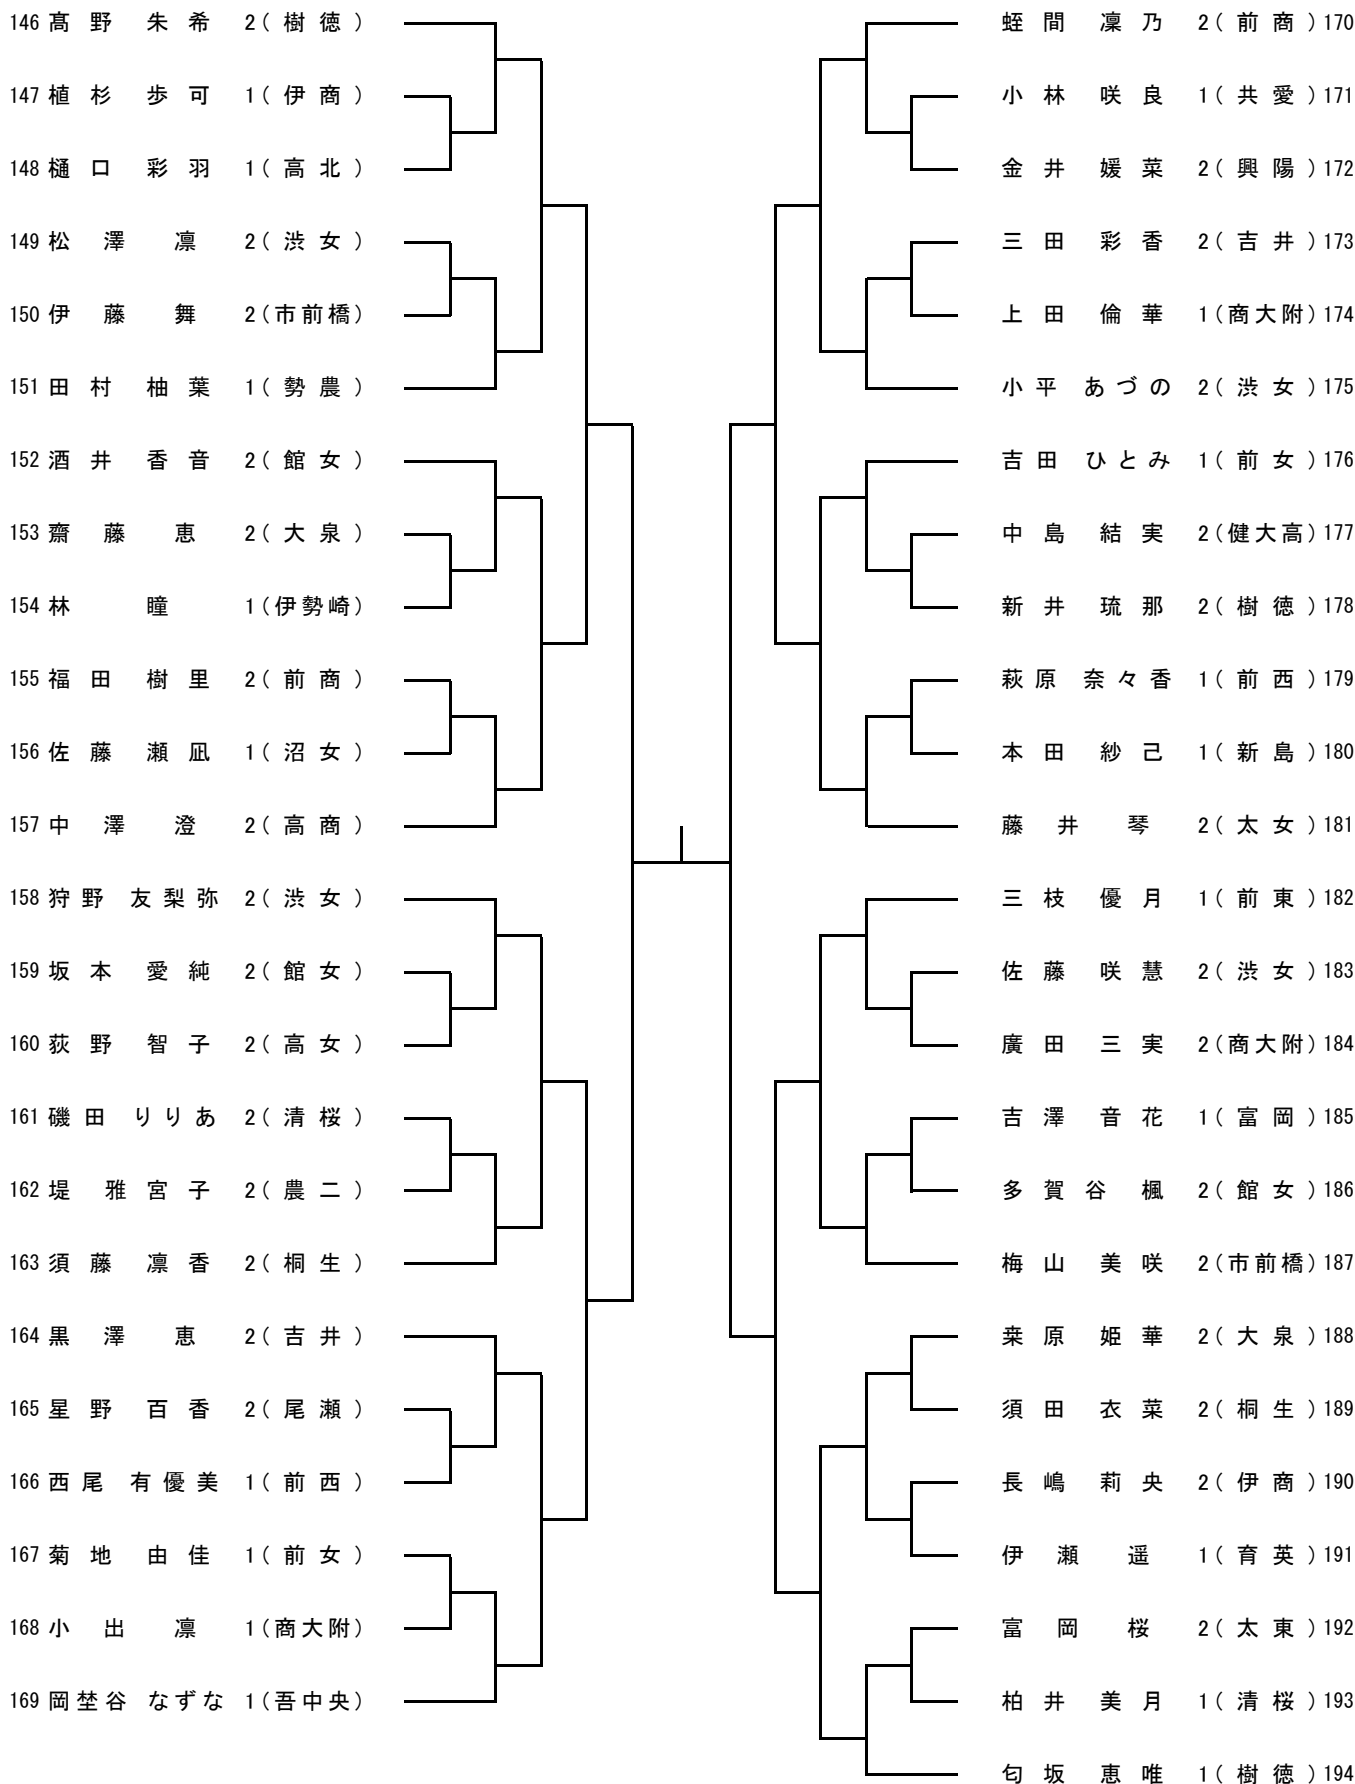 146 髙野 朱希 2(樹徳)
147 植杉 歩可 1(伊商)
148 樋口 彩羽 1(高北)
149 松澤 凛 2(渋女)
150 伊藤 舞 2(市前橋)
151 田村 柚葉 1(勢農)
152 酒井 香音 2(館女)
153 齋藤 恵 2(大泉)
154 林 瞳 1(伊勢崎)
155 福田 樹里 2(前商)
156 佐藤 瀬凪 1(沼女)
157 中澤 澄 2(高商)
158 狩野 友梨弥 2(渋女)
159 坂本 愛純 2(館女)
160 荻野 智子 2(高女)
161 磯田 りりあ 2(清桜)
162 堤 雅宮子 2(農二)
163 須藤 凛香 2(桐生)
164 黒澤 恵 2(吉井)
165 星野 百香 2(尾瀬)
166 西尾 有優美 1(前西)
167 菊地 由佳 1(前女)
168 小出 凛 1(商大附)
169 岡埜谷 なずな 1(吾中央)
蛭間 凜乃 2(前商)170
小林 咲良 1(共愛)171
金井 媛菜 2(興陽)172
三田 彩香 2(吉井)173
上田 倫華 1(商大附)174
小平 あづの 2(渋女)175
吉田 ひとみ 1(前女)176
中島 結実 2(健大高)177
新井 琉那 2(樹徳)178
萩原 奈々香 1(前西)179
本田 紗己 1(新島)180
藤井 琴 2(太女)181
三枝 優月 1(前東)182
佐藤 咲慧 2(渋女)183
廣田 三実 2(商大附)184
吉澤 音花 1(富岡)185
多賀谷 楓 2(館女)186
梅山 美咲 2(市前橋)187
桒原 姫華 2(大泉)188
須田 衣菜 2(桐生)189
長嶋 莉央 2(伊商)190
伊瀬 遥 1(育英)191
富岡 桜 2(太東)192
柏井 美月 1(清桜)193
匂坂 恵唯 1(樹徳)194